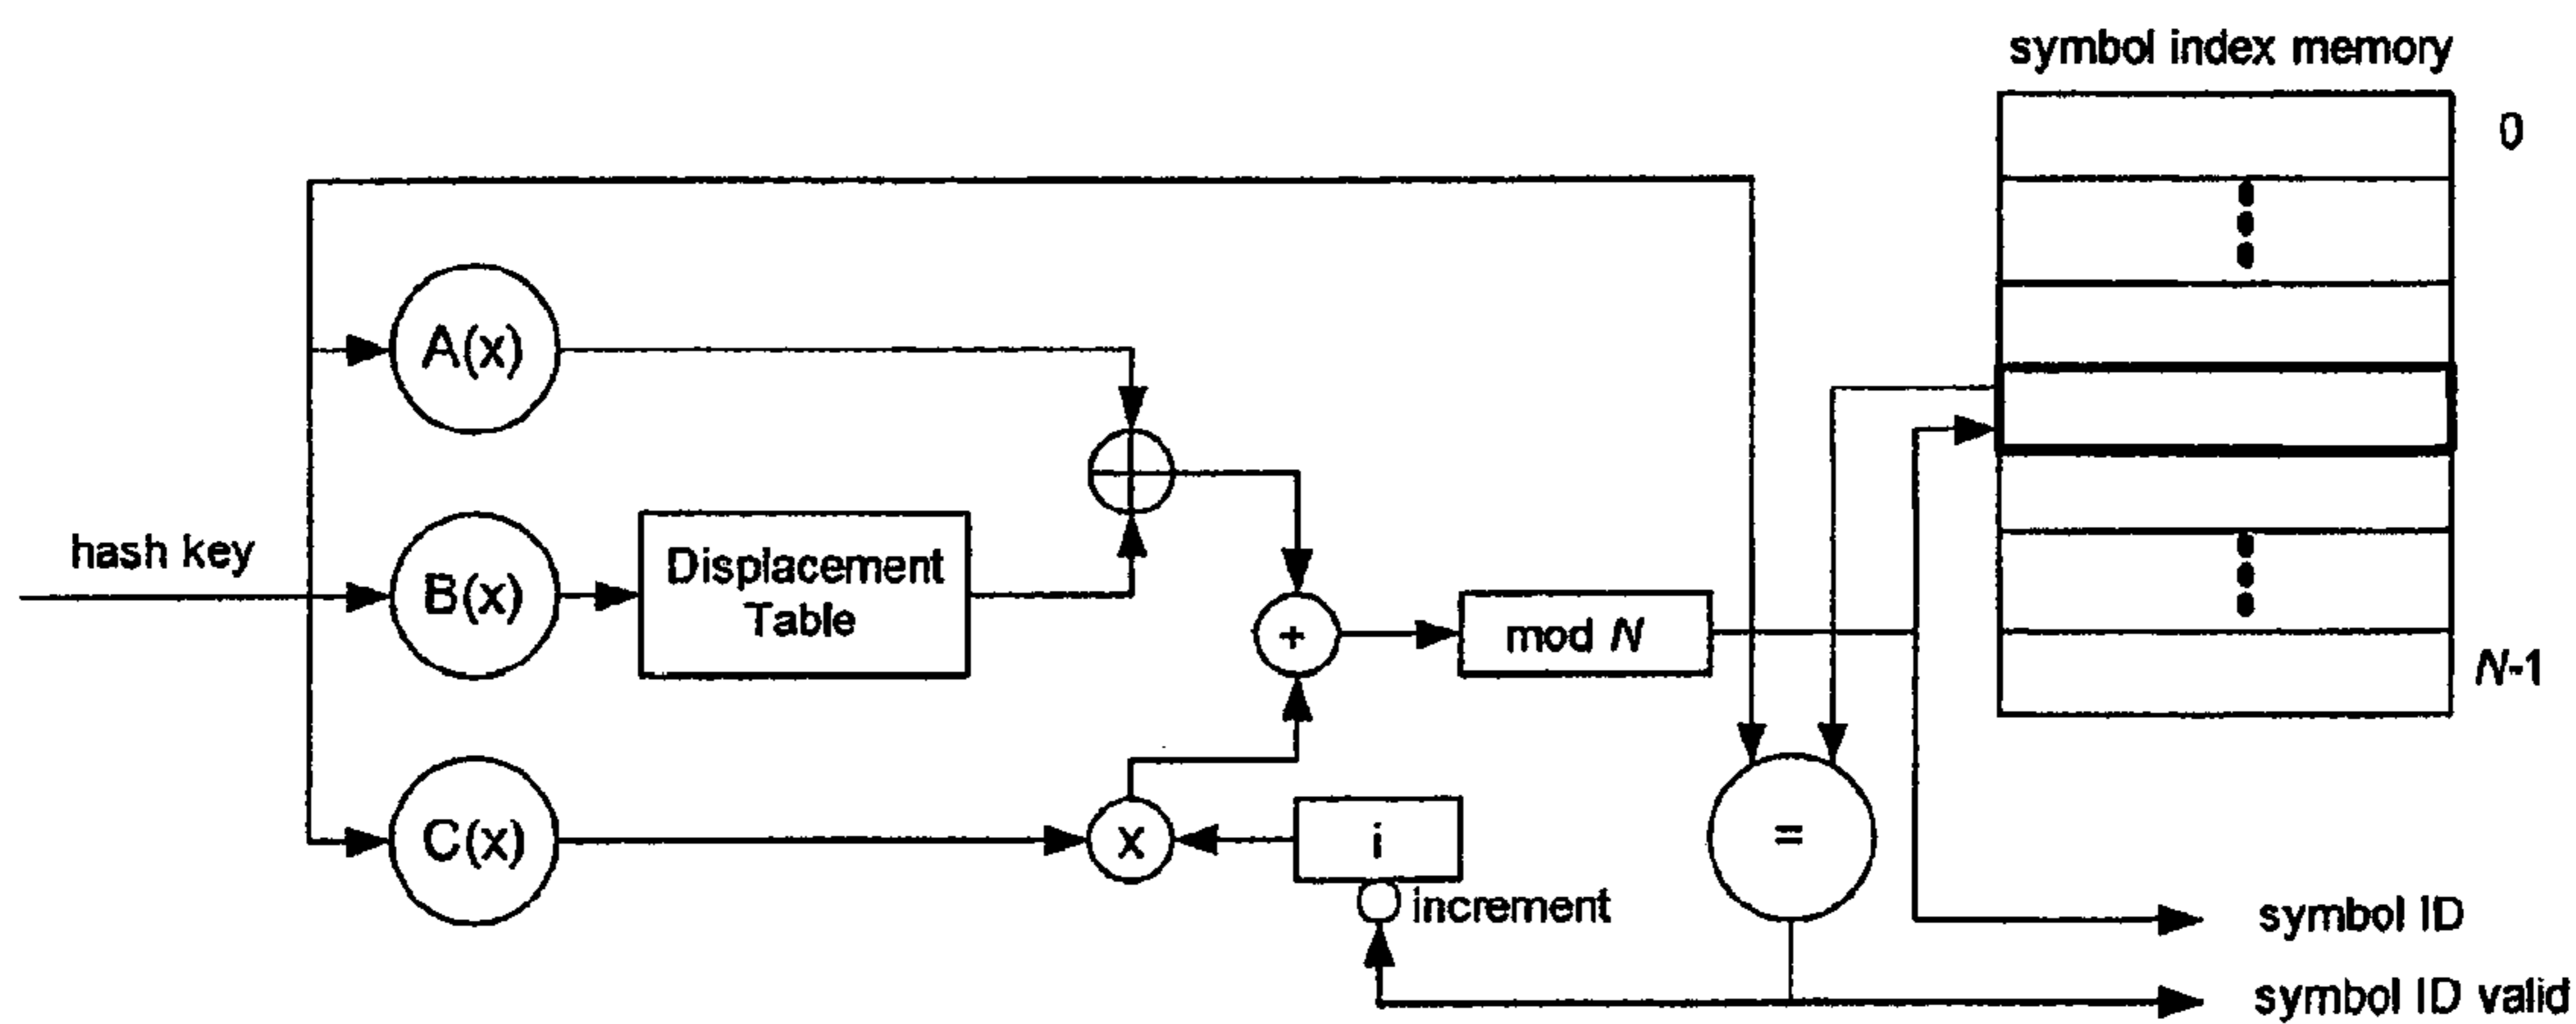 symbol index memory
0
A(x)
hash key
B(x)
Displacement
Table
+
mod N
N-1
C(x)
x
i
=
increment
symbol ID
symbol ID valid